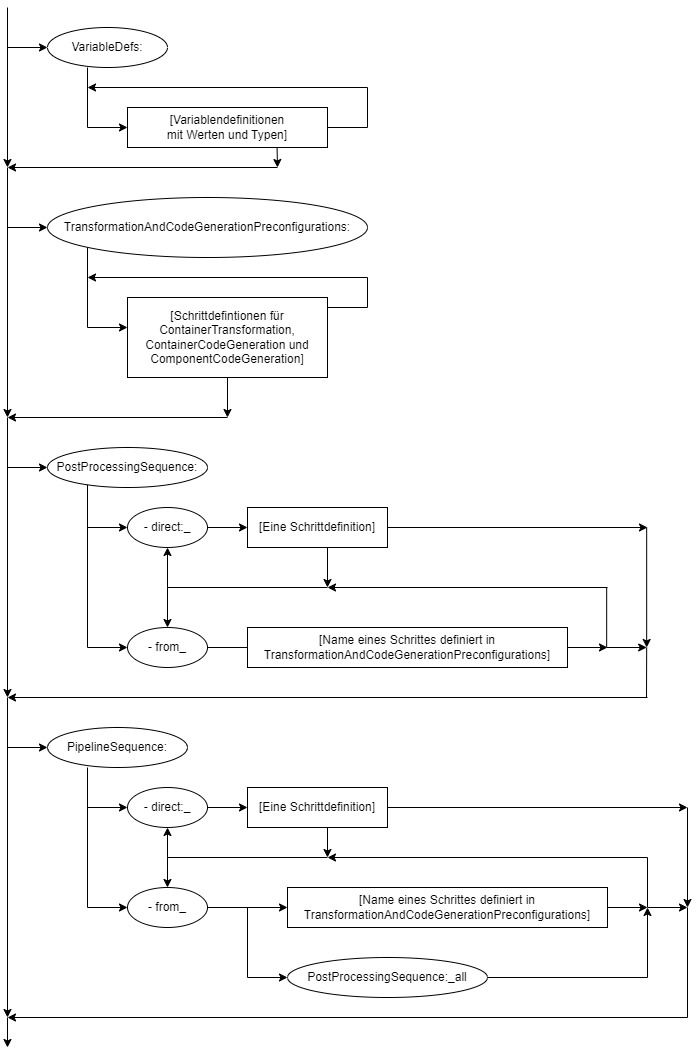 VariableDefs:
[Variablendefinitionen
mit Werten und Typen]
TransformationAndCodeGenerationPreconfigurations:
[Schrittdefintionen für
ContainerTransformation,
ContainerCodeGeneration und
ComponentCodeGeneration]
PostProcessingSequence:
- direct:_
[Eine Schrittdefinition]
- from_
[Name eines Schrittes definiert in
TransformationAndCodeGenerationPreconfigurations]
PipelineSequence:
- direct:_
[Eine Schrittdefinition]
- from_
[Name eines Schrittes definiert in
TransformationAndCodeGenerationPreconfigurations]
PostProcessingSequence:_all